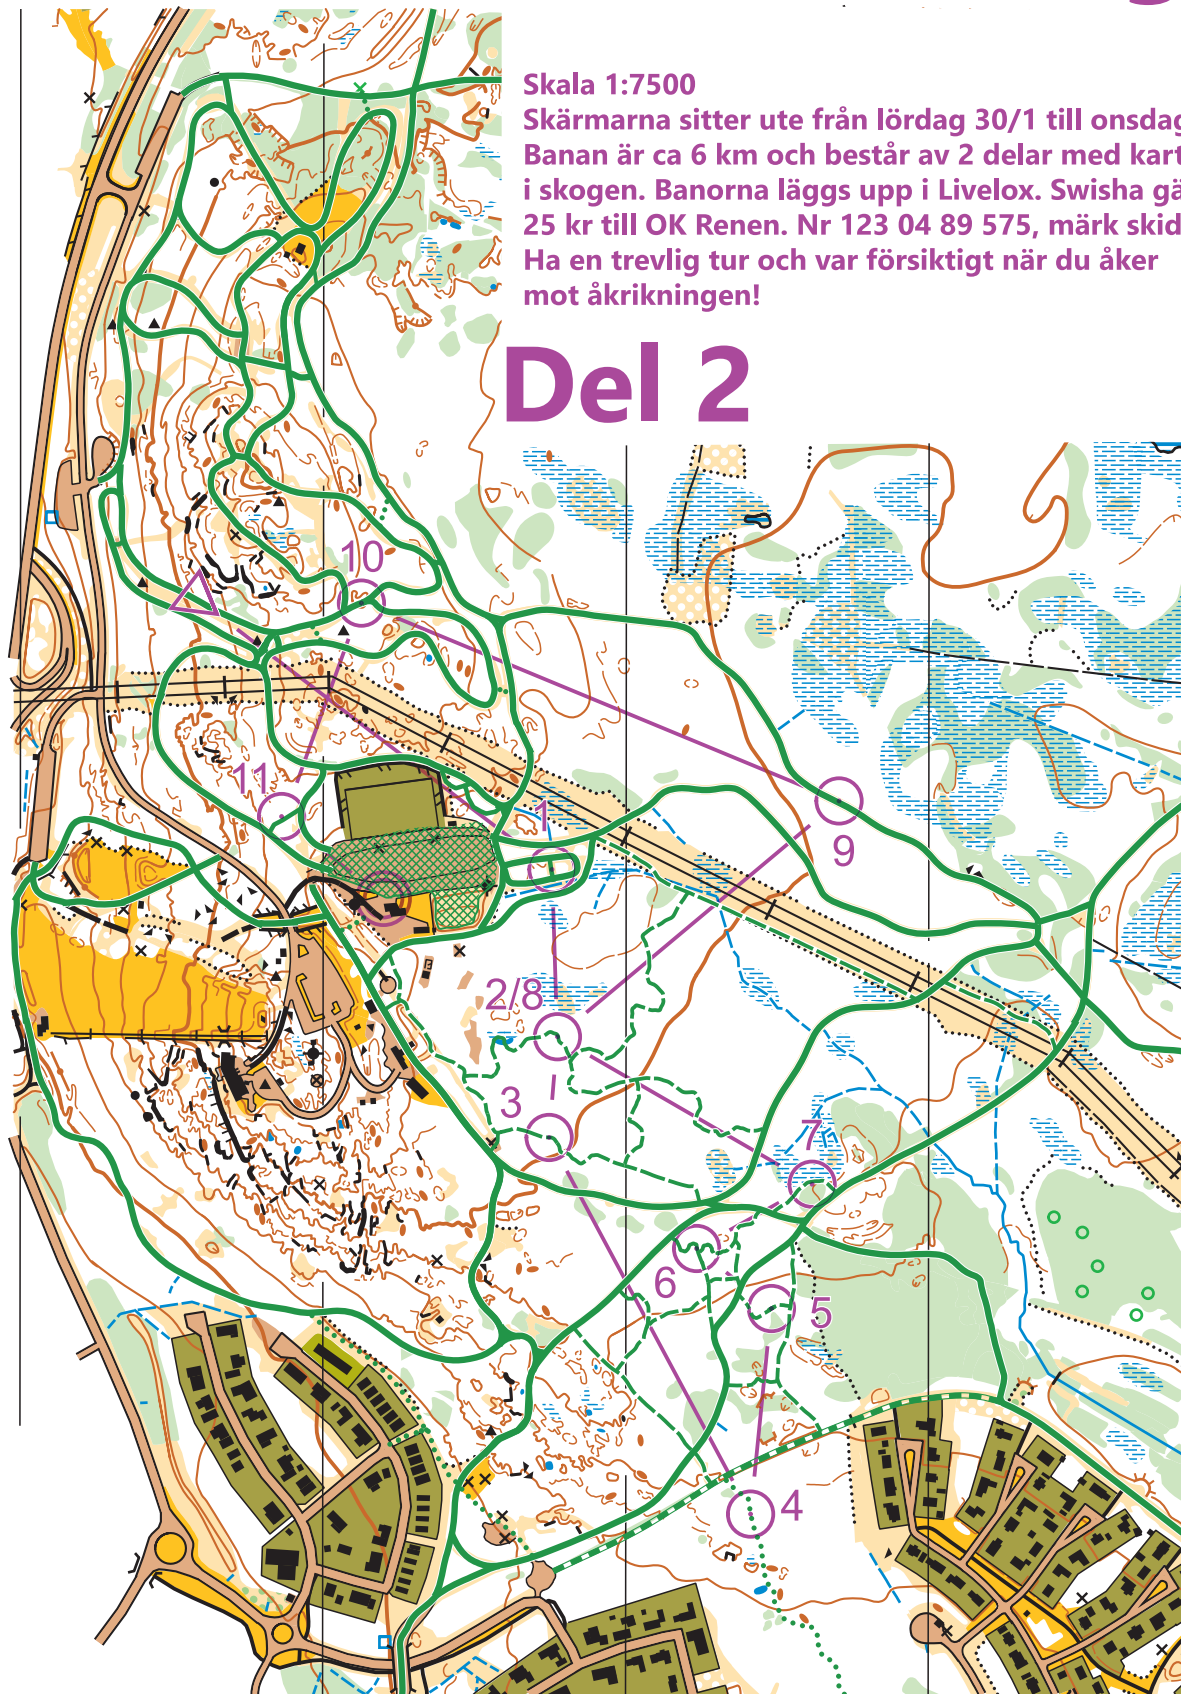 Skala 1:7500
Skärmarna sitter ute från lördag 30/1 till onsdag
Banan är ca 6 km och består av 2 delar med kart
i skogen. Banorna läggs upp i Livelox. Swisha gä
25 kr till OK Renen. Nr 123 04 89 575, märk skid
Ha en trevlig tur och var försiktigt när du åker
mot åkrikningen!
Del 2
10
11
1
9
2/8
3
7
6
5
4